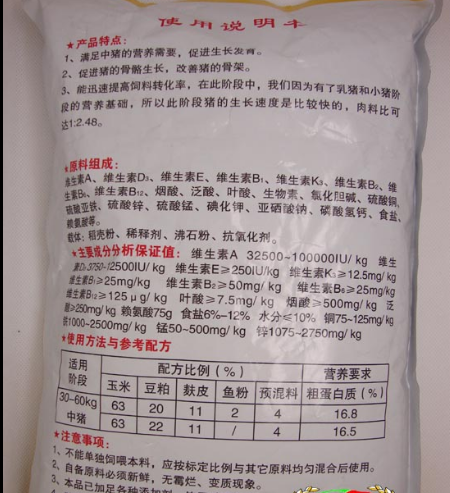 使用说明书
★产品特点：
1、满足中猪的营养需要，促进生长发育。
2、促进猪的骨骼生长，改善猪的骨架。
3、能迅速提高饲料转化率，在此阶段中，我们因为有了乳猪和小猪阶
段的营养基础，所以此阶段猪的生长速度是比较快的，肉料比可
达1:2.48。
★原料组成：
维生素A、维生素D₃、维生素E、维生素B₁、维生素K₃、维生素B₂、维
生素B₆、维生素B₁₂、烟酸、泛酸、叶酸、生物素、氯化胆碱、硫酸铜、
硫酸亚铁、硫酸锌、硫酸锰、碘化钾、亚硒酸钠、磷酸氢钙、食盐、
赖氨酸等。
载体：稻壳粉、稀释剂、沸石粉、抗氧化剂。
★主要成分分析保证值：维生素A 32500~100000IU/ kg 维生
素D₃ 3750-12500IU/ kg 维生素E≥250IU/kg 维生素K₃≥12.5mg/ kg
维生素B₁≥25mg/kg 维生素B₂≥50mg/ kg 维生素B₆≥25mg/kg
维生素B₁₂≥125μg/ kg 叶酸≥7.5mg/ kg 烟酸≥500mg/ kg 泛
酸≥250mg/ kg 赖氨酸75g 食盐6%–12% 水分≤10% 铜75~125mg/kg
铁1000~2500mg/ kg 锰50~500mg/ kg 锌1075~2750mg/ kg
★使用方法与参考配方
适用阶段 配方比例（%） 营养要求
玉米 豆粕 麸皮 鱼粉 预混料 粗蛋白质（%）
30~60kg 中猪 63 20 11 2 4 16.8
63 22 11 / 4 16.5
★注意事项：
1、不能单独饲喂本料，应按标定比例与其它原料均匀混合后使用。
2、自备原料必须新鲜，无霉烂、变质现象。
3、本品已加足各种添加